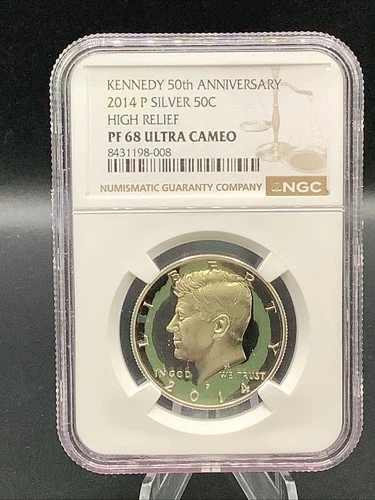 KENNEDY 50th ANNIVERSARY
2014 P SILVER 50C
HIGH RELIEF
PF 68 ULTRA CAMEO
8431198-008
NUMISMATIC GUARANTY COMPANY NGC
LIBERTY
IN GOD WE TRUST
P
2014